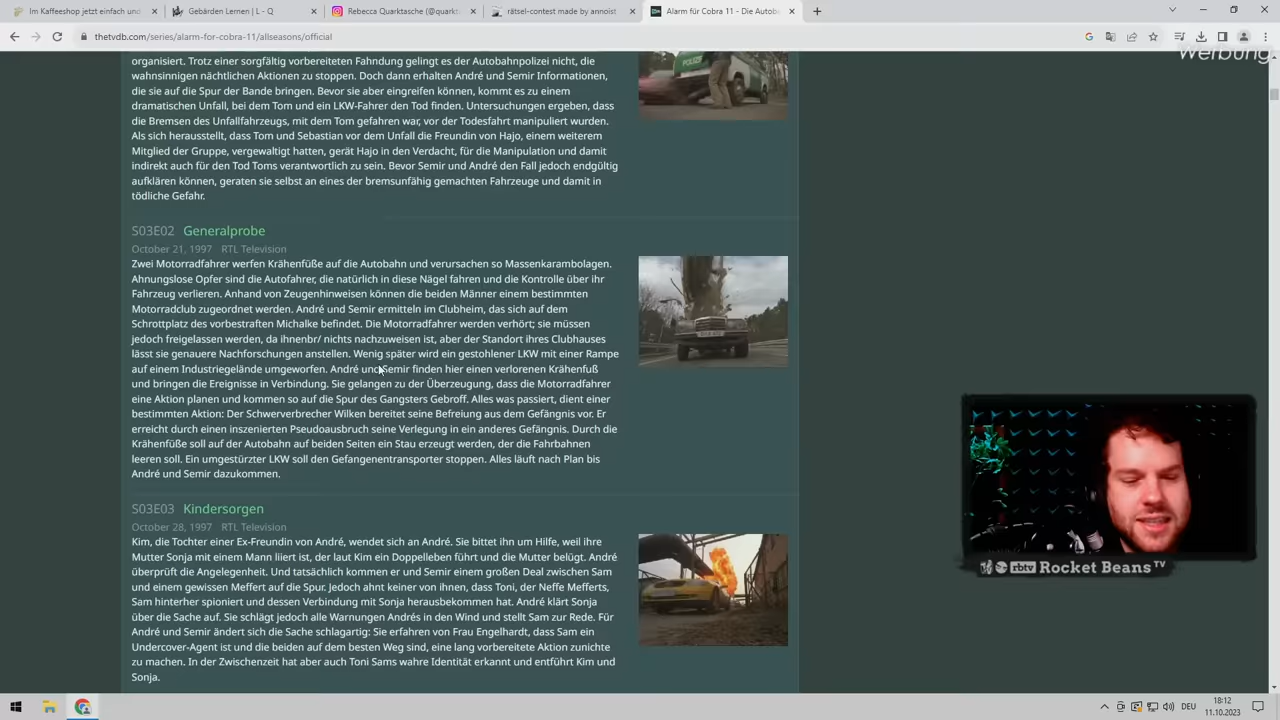 Im Kaffeeshop jetzt einfach und
Gebärden Lernen | L - Q
Rebecca Quarktasche (@quark
rätsel-contest made by annoist
Alarm für Cobra 11 - Die Autob
thetvdb.com/series/alarm-for-cobra-11/allseasons/official
Werbung
organisiert. Trotz einer sorgfältig vorbereiteten Fahndung gelingt es der Autobahnpolizei nicht, die
wahnsinnigen nächtlichen Aktionen zu stoppen. Doch dann erhalten André und Semir Informationen,
die sie auf die Spur der Bande bringen. Bevor sie aber eingreifen können, kommt es zu einem
dramatischen Unfall, bei dem Tom und ein LKW-Fahrer den Tod finden. Untersuchungen ergeben, dass
die Bremsen des Unfallfahrzeugs, mit dem Tom gefahren war, vor der Todesfahrt manipuliert wurden.
Als sich herausstellt, dass Tom und Sebastian vor dem Unfall die Freundin von Hajo, einem weiterem
Mitglied der Gruppe, vergewaltigt hatten, gerät Hajo in den Verdacht, für die Manipulation und damit
indirekt auch für den Tod Toms verantwortlich zu sein. Bevor Semir und André den Fall jedoch endgültig
aufklären können, geraten sie selbst an eines der bremsunfähig gemachten Fahrzeuge und damit in
tödliche Gefahr.
S03E02 Generalprobe
October 21, 1997 RTL Television
Zwei Motorradfahrer werfen Krähenfüße auf die Autobahn und verursachen so Massenkarambolagen.
Ahnungslose Opfer sind die Autofahrer, die natürlich in diese Nägel fahren und die Kontrolle über ihr
Fahrzeug verlieren. Anhand von Zeugenhinweisen können die beiden Männer einem bestimmten
Motorradclub zugeordnet werden. André und Semir ermitteln im Clubheim, das sich auf dem
Schrottplatz des vorbestraften Michalke befindet. Die Motorradfahrer werden verhört; sie müssen
jedoch freigelassen werden, da ihnenbr/ nichts nachzuweisen ist, aber der Standort ihres Clubhauses
lässt sie genauere Nachforschungen anstellen. Wenig später wird ein gestohlener LKW mit einer Rampe
auf einem Industriegelände umgeworfen. André und Semir finden hier einen verlorenen Krähenfuß
und bringen die Ereignisse in Verbindung. Sie gelangen zu der Überzeugung, dass die Motorradfahrer
eine Aktion planen und kommen so auf die Spur des Gangsters Gebroff. Alles was passiert, dient einer
bestimmten Aktion: Der Schwerverbrecher Wilken bereitet seine Befreiung aus dem Gefängnis vor. Er
erreicht durch einen inszenierten Pseudoausbruch seine Verlegung in ein anderes Gefängnis. Durch die
Krähenfüße soll auf der Autobahn auf beiden Seiten ein Stau erzeugt werden, der die Fahrbahnen
leeren soll. Ein umgestürzter LKW soll den Gefangenentransporter stoppen. Alles läuft nach Plan bis
André und Semir dazukommen.
S03E03 Kindersorgen
October 28, 1997 RTL Television
Kim, die Tochter einer Ex-Freundin von André, wendet sich an André. Sie bittet ihn um Hilfe, weil ihre
Mutter Sonja mit einem Mann liiert ist, der laut Kim ein Doppelleben führt und die Mutter belügt. André
überprüft die Angelegenheit. Und tatsächlich kommen er und Semir einem großen Deal zwischen Sam
und einem gewissen Meffert auf die Spur. Jedoch ahnt keiner von ihnen, dass Toni, der Neffe Mefferts,
Sam hinterher spioniert und dessen Verbindung mit Sonja herausbekommen hat. André klärt Sonja
über die Sache auf. Sie schlägt jedoch alle Warnungen Andrés in den Wind und stellt Sam zur Rede. Für
André und Semir ändert sich die Sache schlagartig: Sie erfahren von Frau Engelhardt, dass Sam ein
Undercover-Agent ist und die beiden auf dem besten Weg sind, eine lang vorbereitete Aktion zunichte
zu machen. In der Zwischenzeit hat aber auch Toni Sams wahre Identität erkannt und entführt Kim und
Sonja.
rbtv Rocket Beans TV
DEU
18:12
11.10.2023